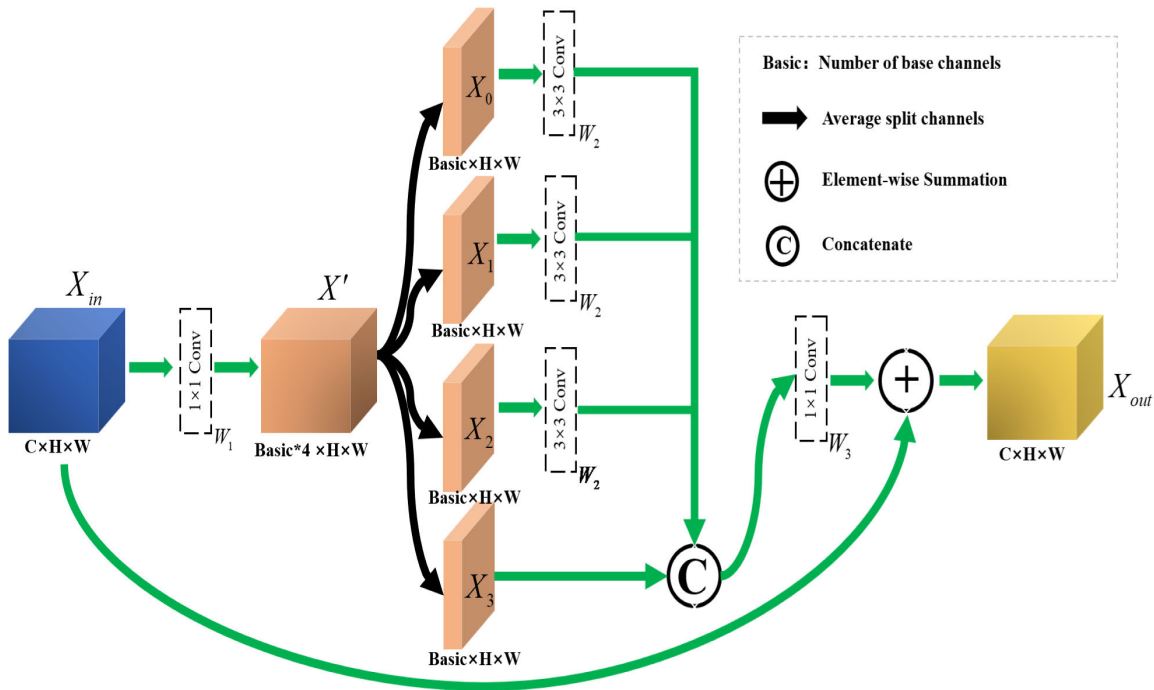 X₀
3×3 Conv
W₂
Basic×H×W
X₁
3×3 Conv
W₂
Basic×H×W
X₂
3×3 Conv
W₂
Basic×H×W
X₃
Basic×H×W
X_in
C×H×W
1×1 Conv
W₁
X'
Basic*4 ×H×W
C
1×1 Conv
W₃
+
X_out
C×H×W
Basic: Number of base channels
Average split channels
+ Element-wise Summation
C Concatenate